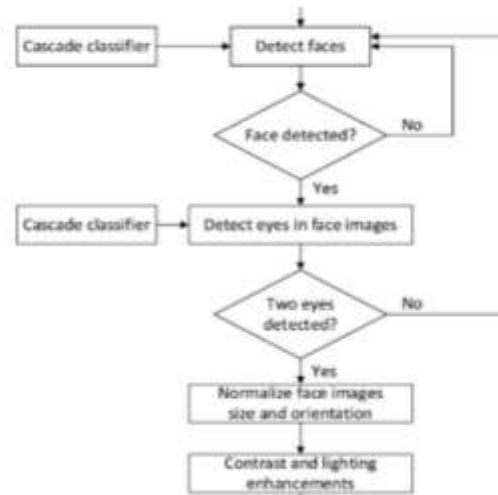 Cascade classifier
Detect faces
Face detected?
No
Yes
Cascade classifier
Detect eyes in face images
Two eyes
detected?
No
Yes
Normalize face images
size and orientation
Contrast and lighting
enhancements